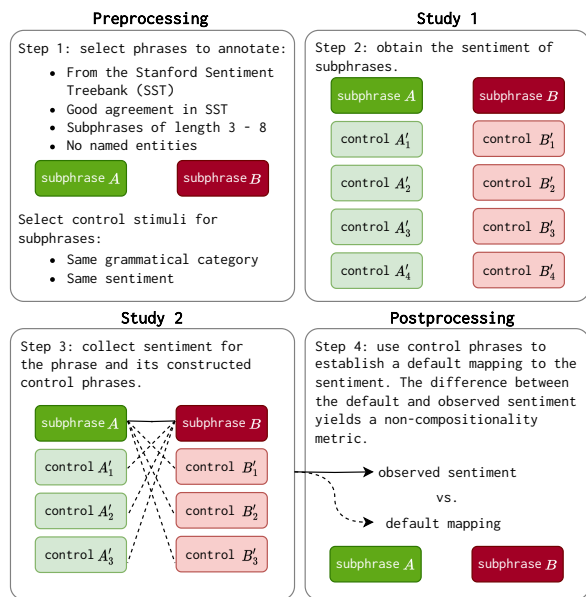 Preprocessing
Step 1: select phrases to annotate:
• From the Stanford Sentiment
Treebank (SST)
• Good agreement in SST
• Subphrases of length 3 - 8
• No named entities
subphrase A
subphrase B
Select control stimuli for
subphrases:
• Same grammatical category
• Same sentiment
Study 1
Step 2: obtain the sentiment of
subphrases.
subphrase A
subphrase B
control A′₁
control B′₁
control A′₂
control B′₂
control A′₃
control B′₃
control A′₄
control B′₄
Study 2
Step 3: collect sentiment for
the phrase and its constructed
control phrases.
subphrase A
subphrase B
control A′₁
control B′₁
control A′₂
control B′₂
control A′₃
control B′₃
Postprocessing
Step 4: use control phrases to
establish a default mapping to the
sentiment. The difference between
the default and observed sentiment
yields a non-compositionality
metric.
observed sentiment
vs.
default mapping
subphrase A
subphrase B